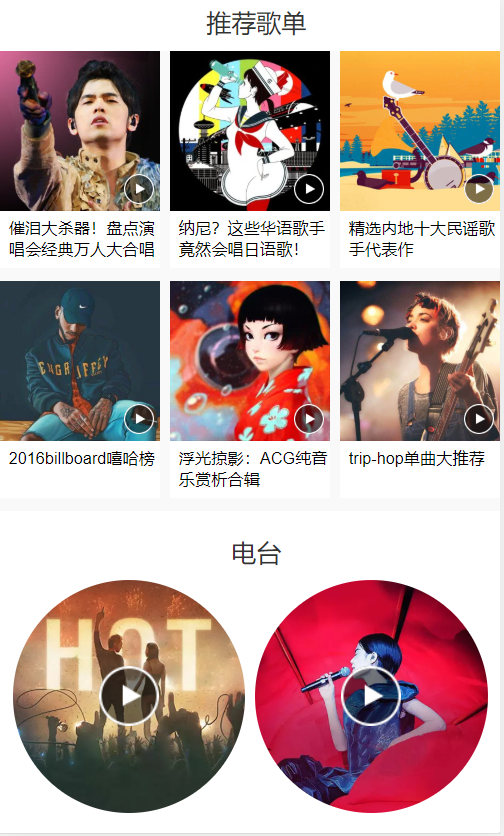 推荐歌单
催泪大杀器！盘点演
唱会经典万人大合唱
纳尼？这些华语歌手
竟然会唱日语歌！
精选内地十大民谣歌
手代表作
ENGRAFFEY
2016billboard嘻哈榜
浮光掠影：ACG纯音
乐赏析合辑
trip-hop单曲大推荐
电台
HOT